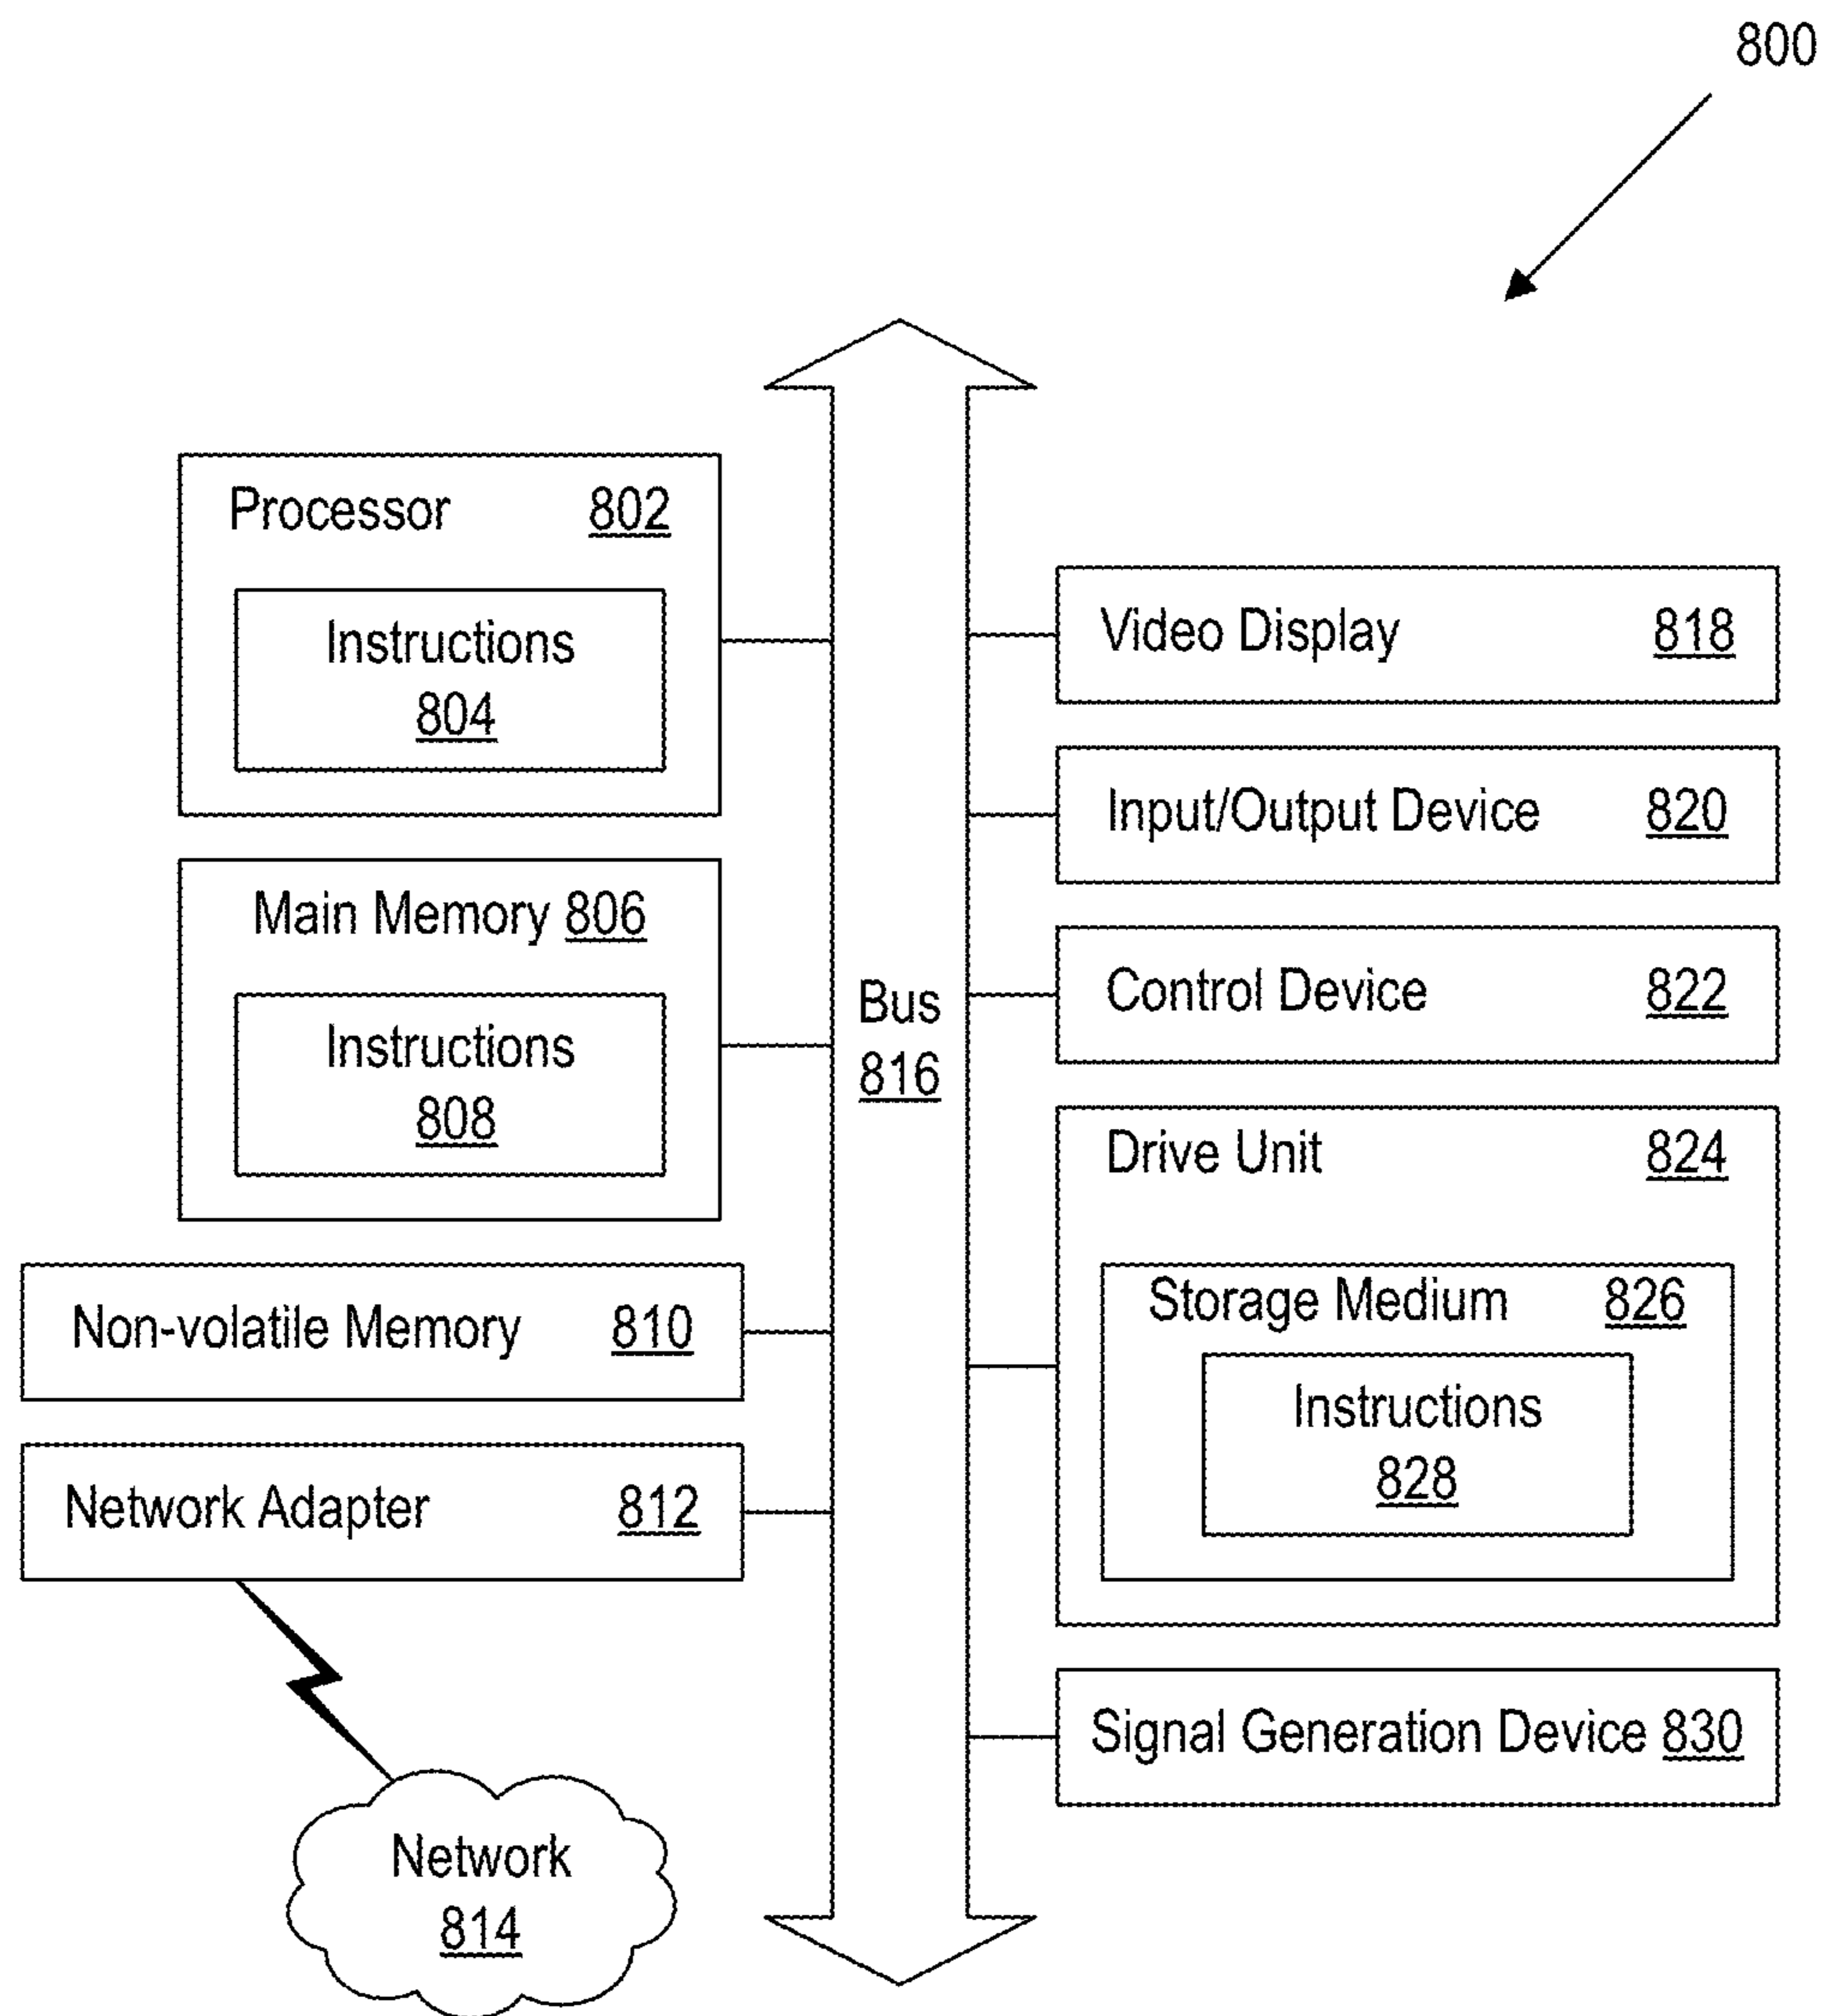 800
Processor 802
Instructions
804
Main Memory 806
Instructions
808
Non-volatile Memory 810
Network Adapter 812
Network
814
Bus
816
Video Display 818
Input/Output Device 820
Control Device 822
Drive Unit 824
Storage Medium 826
Instructions
828
Signal Generation Device 830